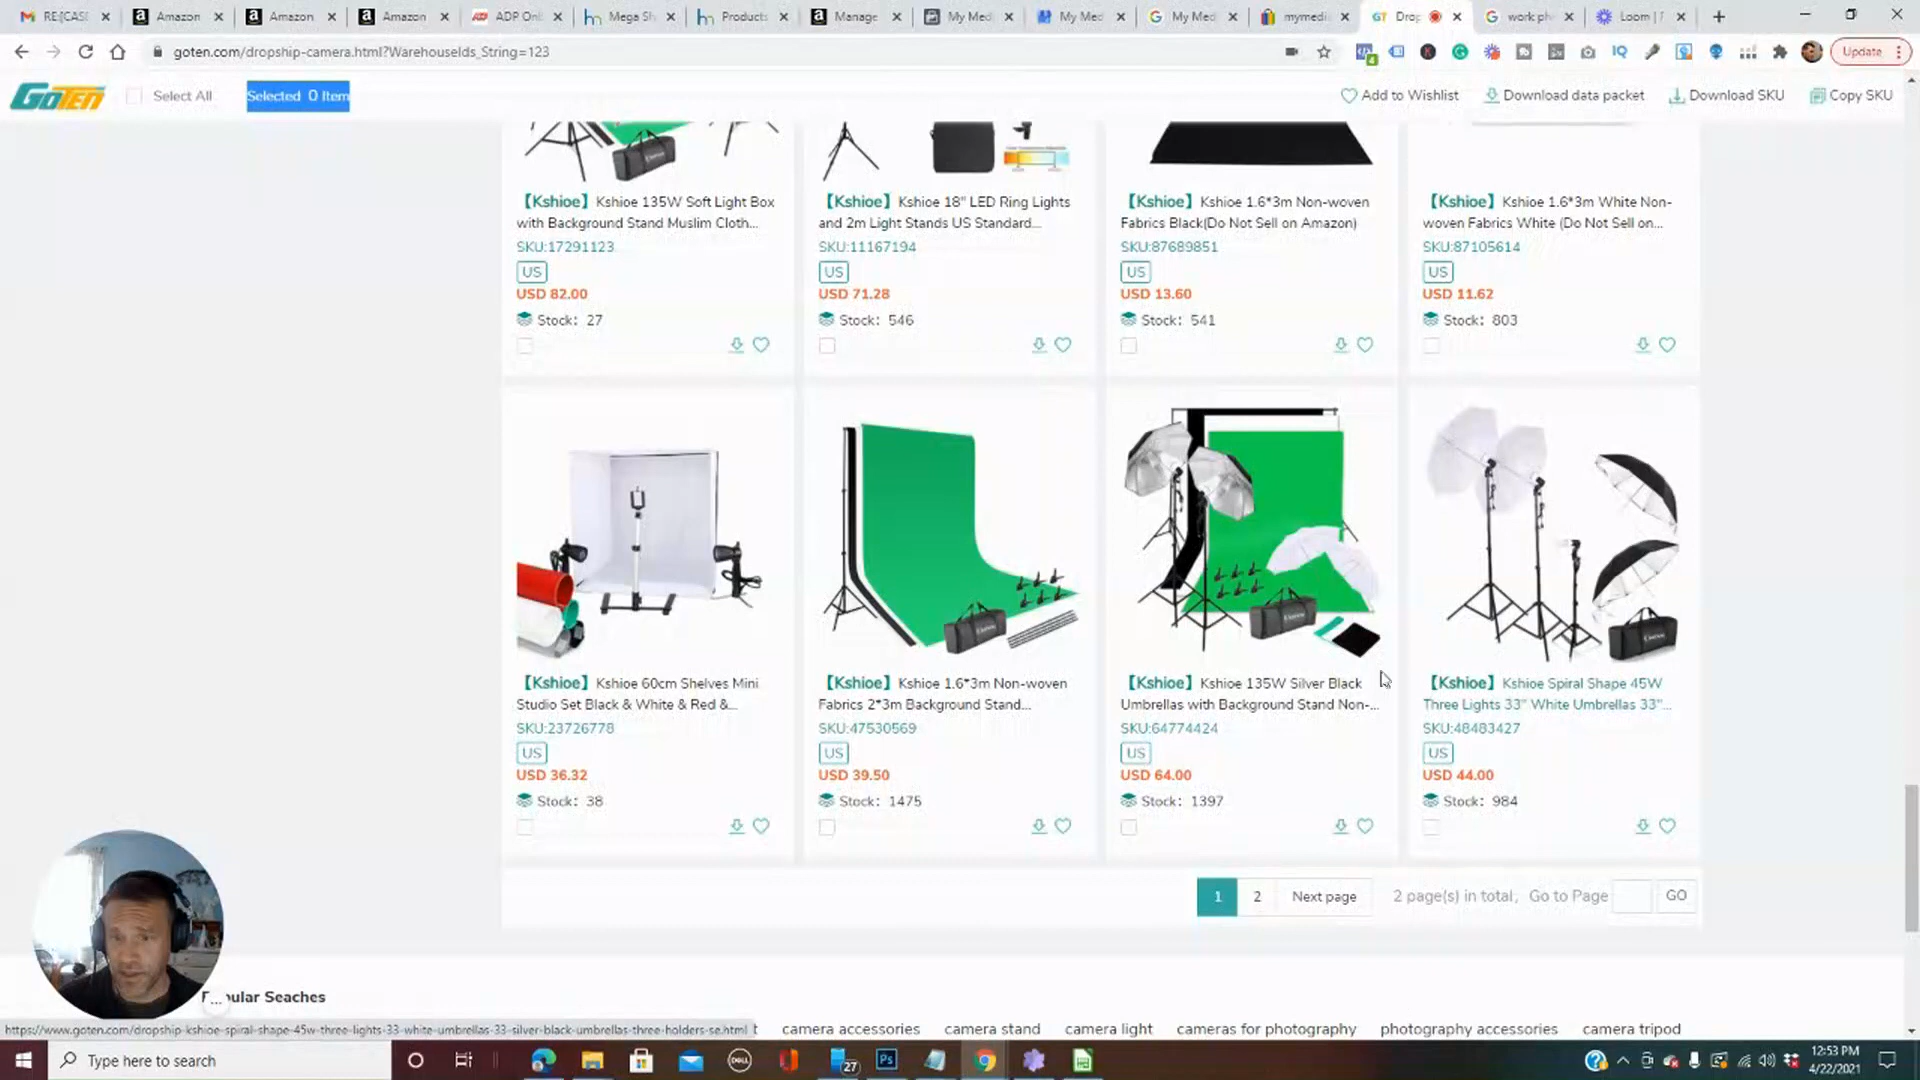 RE:[CAS
Amazon
Amazon
Amazon
ADP Onl
Mega Sh
Products
Manage
My Med
My Med
My Med
mymedi
Drop
work ph
Loom | F
goten.com/dropship-camera.html?WarehouseIds_String=123
Update
GOTEN
Select All
Selected 0 Item
Add to Wishlist
Download data packet
Download SKU
Copy SKU
【Kshioe】 Kshioe 135W Soft Light Box
with Background Stand Muslim Cloth...
SKU:17291123
US
USD 82.00
Stock: 27
【Kshioe】 Kshioe 18" LED Ring Lights
and 2m Light Stands US Standard...
SKU:11167194
US
USD 71.28
Stock: 546
【Kshioe】 Kshioe 1.6*3m Non-woven
Fabrics Black(Do Not Sell on Amazon)
SKU:87689851
US
USD 13.60
Stock: 541
【Kshioe】 Kshioe 1.6*3m White Non-
woven Fabrics White (Do Not Sell on...
SKU:87105614
US
USD 11.62
Stock: 803
【Kshioe】 Kshioe 60cm Shelves Mini
Studio Set Black & White & Red &...
SKU:23726778
US
USD 36.32
Stock: 38
【Kshioe】 Kshioe 1.6*3m Non-woven
Fabrics 2*3m Background Stand...
SKU:47530569
US
USD 39.50
Stock: 1475
【Kshioe】 Kshioe 135W Silver Black
Umbrellas with Background Stand Non-...
SKU:64774424
US
USD 64.00
Stock: 1397
【Kshioe】 Kshioe Spiral Shape 45W
Three Lights 33" White Umbrellas 33"...
SKU:48483427
US
USD 44.00
Stock: 984
1 2 Next page 2 page(s) in total, Go to Page GO
pular Seaches
https://www.goten.com/dropship-kshioe-spiral-shape-45w-three-lights-33-white-umbrellas-33-silver-black-umbrellas-three-holders-se.html
camera accessories
camera stand
camera light
cameras for photography
photography accessories
camera tripod
Type here to search
DELL
27
Ps
12:53 PM
4/22/2021